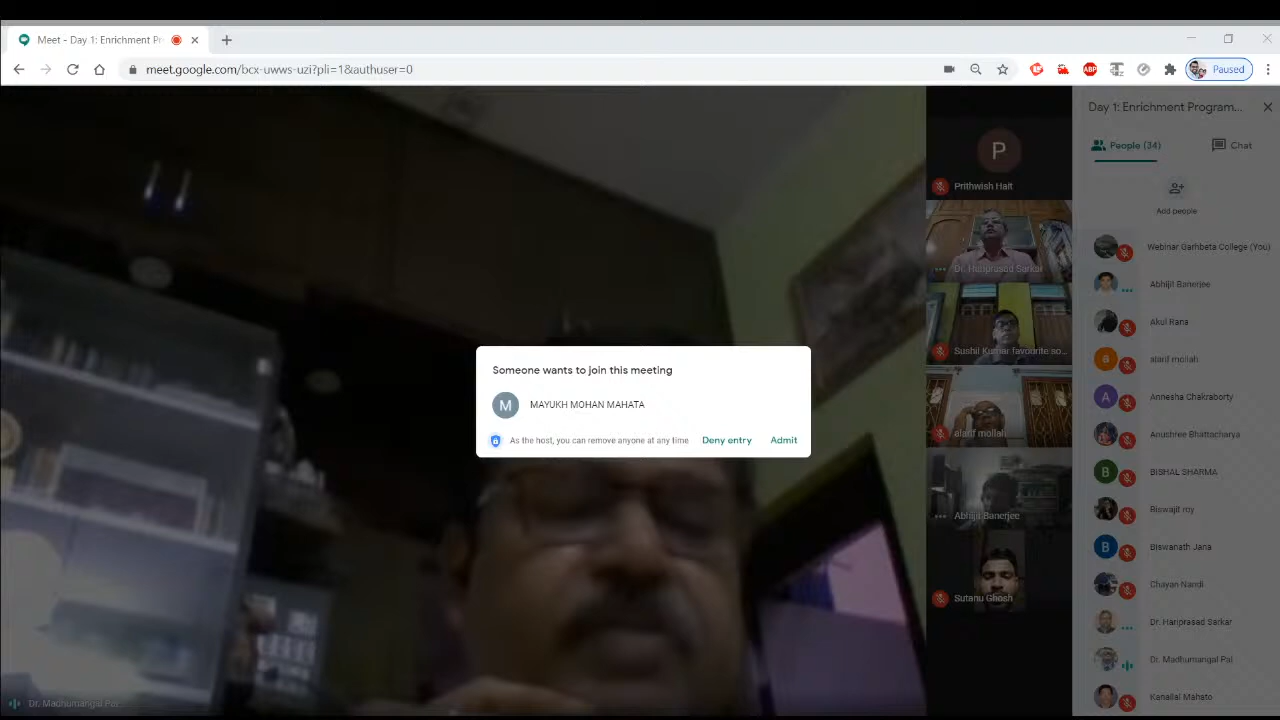 Meet - Day 1: Enrichment Pr
meet.google.com/bcx-uwws-uzi?pli=1&authuser=0
ABP
Paused
Day 1: Enrichment Program...
People (34)
Chat
Add people
P
Prithwish Hait
Dr. Hariprasad Sarkar
Sushil Kumar favourite so...
alarif mollah
Abhijit Banerjee
Sutanu Ghosh
Webinar Garhbeta College (You)
Abhijit Banerjee
Akul Rana
a
alarif mollah
A
Annesha Chakraborty
Anushree Bhattacharya
B
BISHAL SHARMA
Biswajit roy
B
Biswanath Jana
Chayan Nandi
Dr. Hariprasad Sarkar
Dr. Madhumangal Pal
Kanailal Mahato
Someone wants to join this meeting
M
MAYUKH MOHAN MAHATA
As the host, you can remove anyone at any time
Deny entry
Admit
Dr. Madhumangal Pal